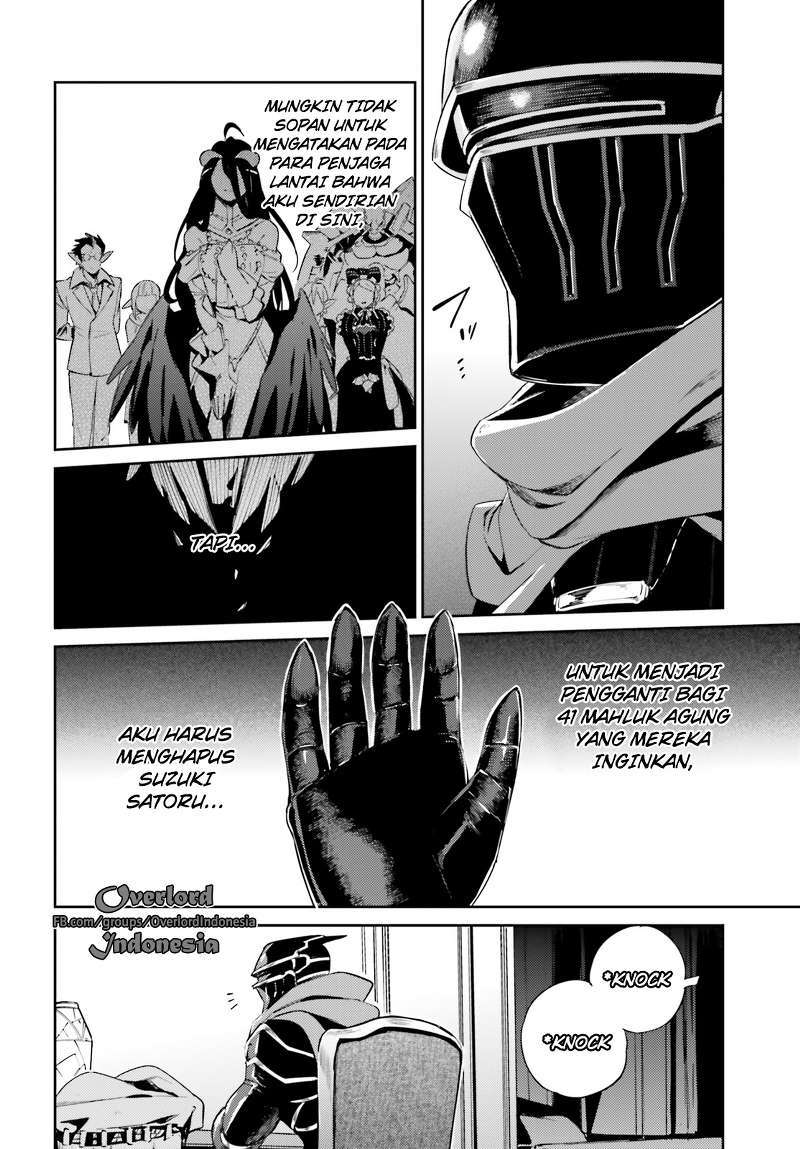 MUNGKIN TIDAK
SOPAN UNTUK
MENGATAKAN PADA
PARA PENJAGA
LANTAI BAHWA
AKU SENDIRIAN
DI SINI,
TAPI...
UNTUK MENJADI
PENGGANTI BAGI
41 MAHLUK AGUNG
YANG MEREKA
INGINKAN,
AKU HARUS
MENGHAPUS
SUZUKI
SATORU...
Overlord
FB.com/groups/OverlordIndonesia
Indonesia
*KNOCK
*KNOCK